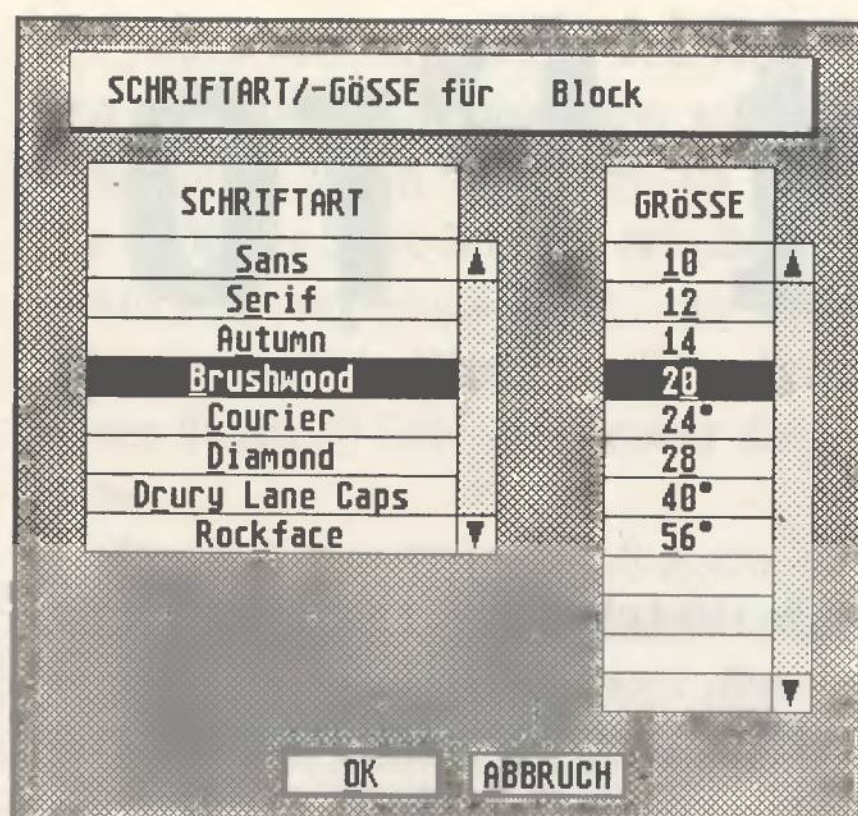 SCHRIFTART/-GÖSSE für Block
SCHRIFTART
Sans
Serif
Autumn
Brushwood
Courier
Diamond
Drury Lane Caps
Rockface
GRÖSSE
10
12
14
20
24•
28
40•
56•
OK
ABBRUCH